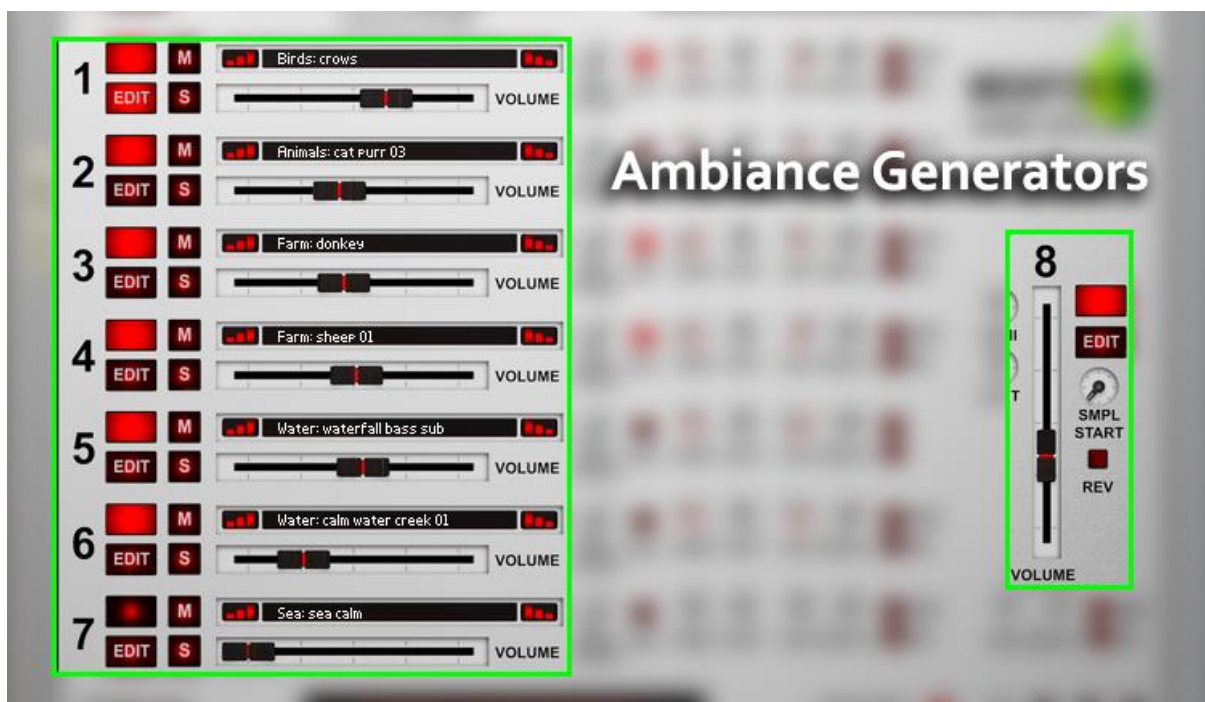 1
M
Birds: crows
EDIT
S
VOLUME
2
M
Animals: cat purr 03
EDIT
S
VOLUME
3
M
Farm: donkey
EDIT
S
VOLUME
4
M
Farm: sheep 01
EDIT
S
VOLUME
5
M
Water: waterfall bass sub
EDIT
S
VOLUME
6
M
Water: calm water creek 01
EDIT
S
VOLUME
7
M
Sea: sea calm
EDIT
S
VOLUME
Ambiance Generators
8
EDIT
SMPL
START
REV
VOLUME